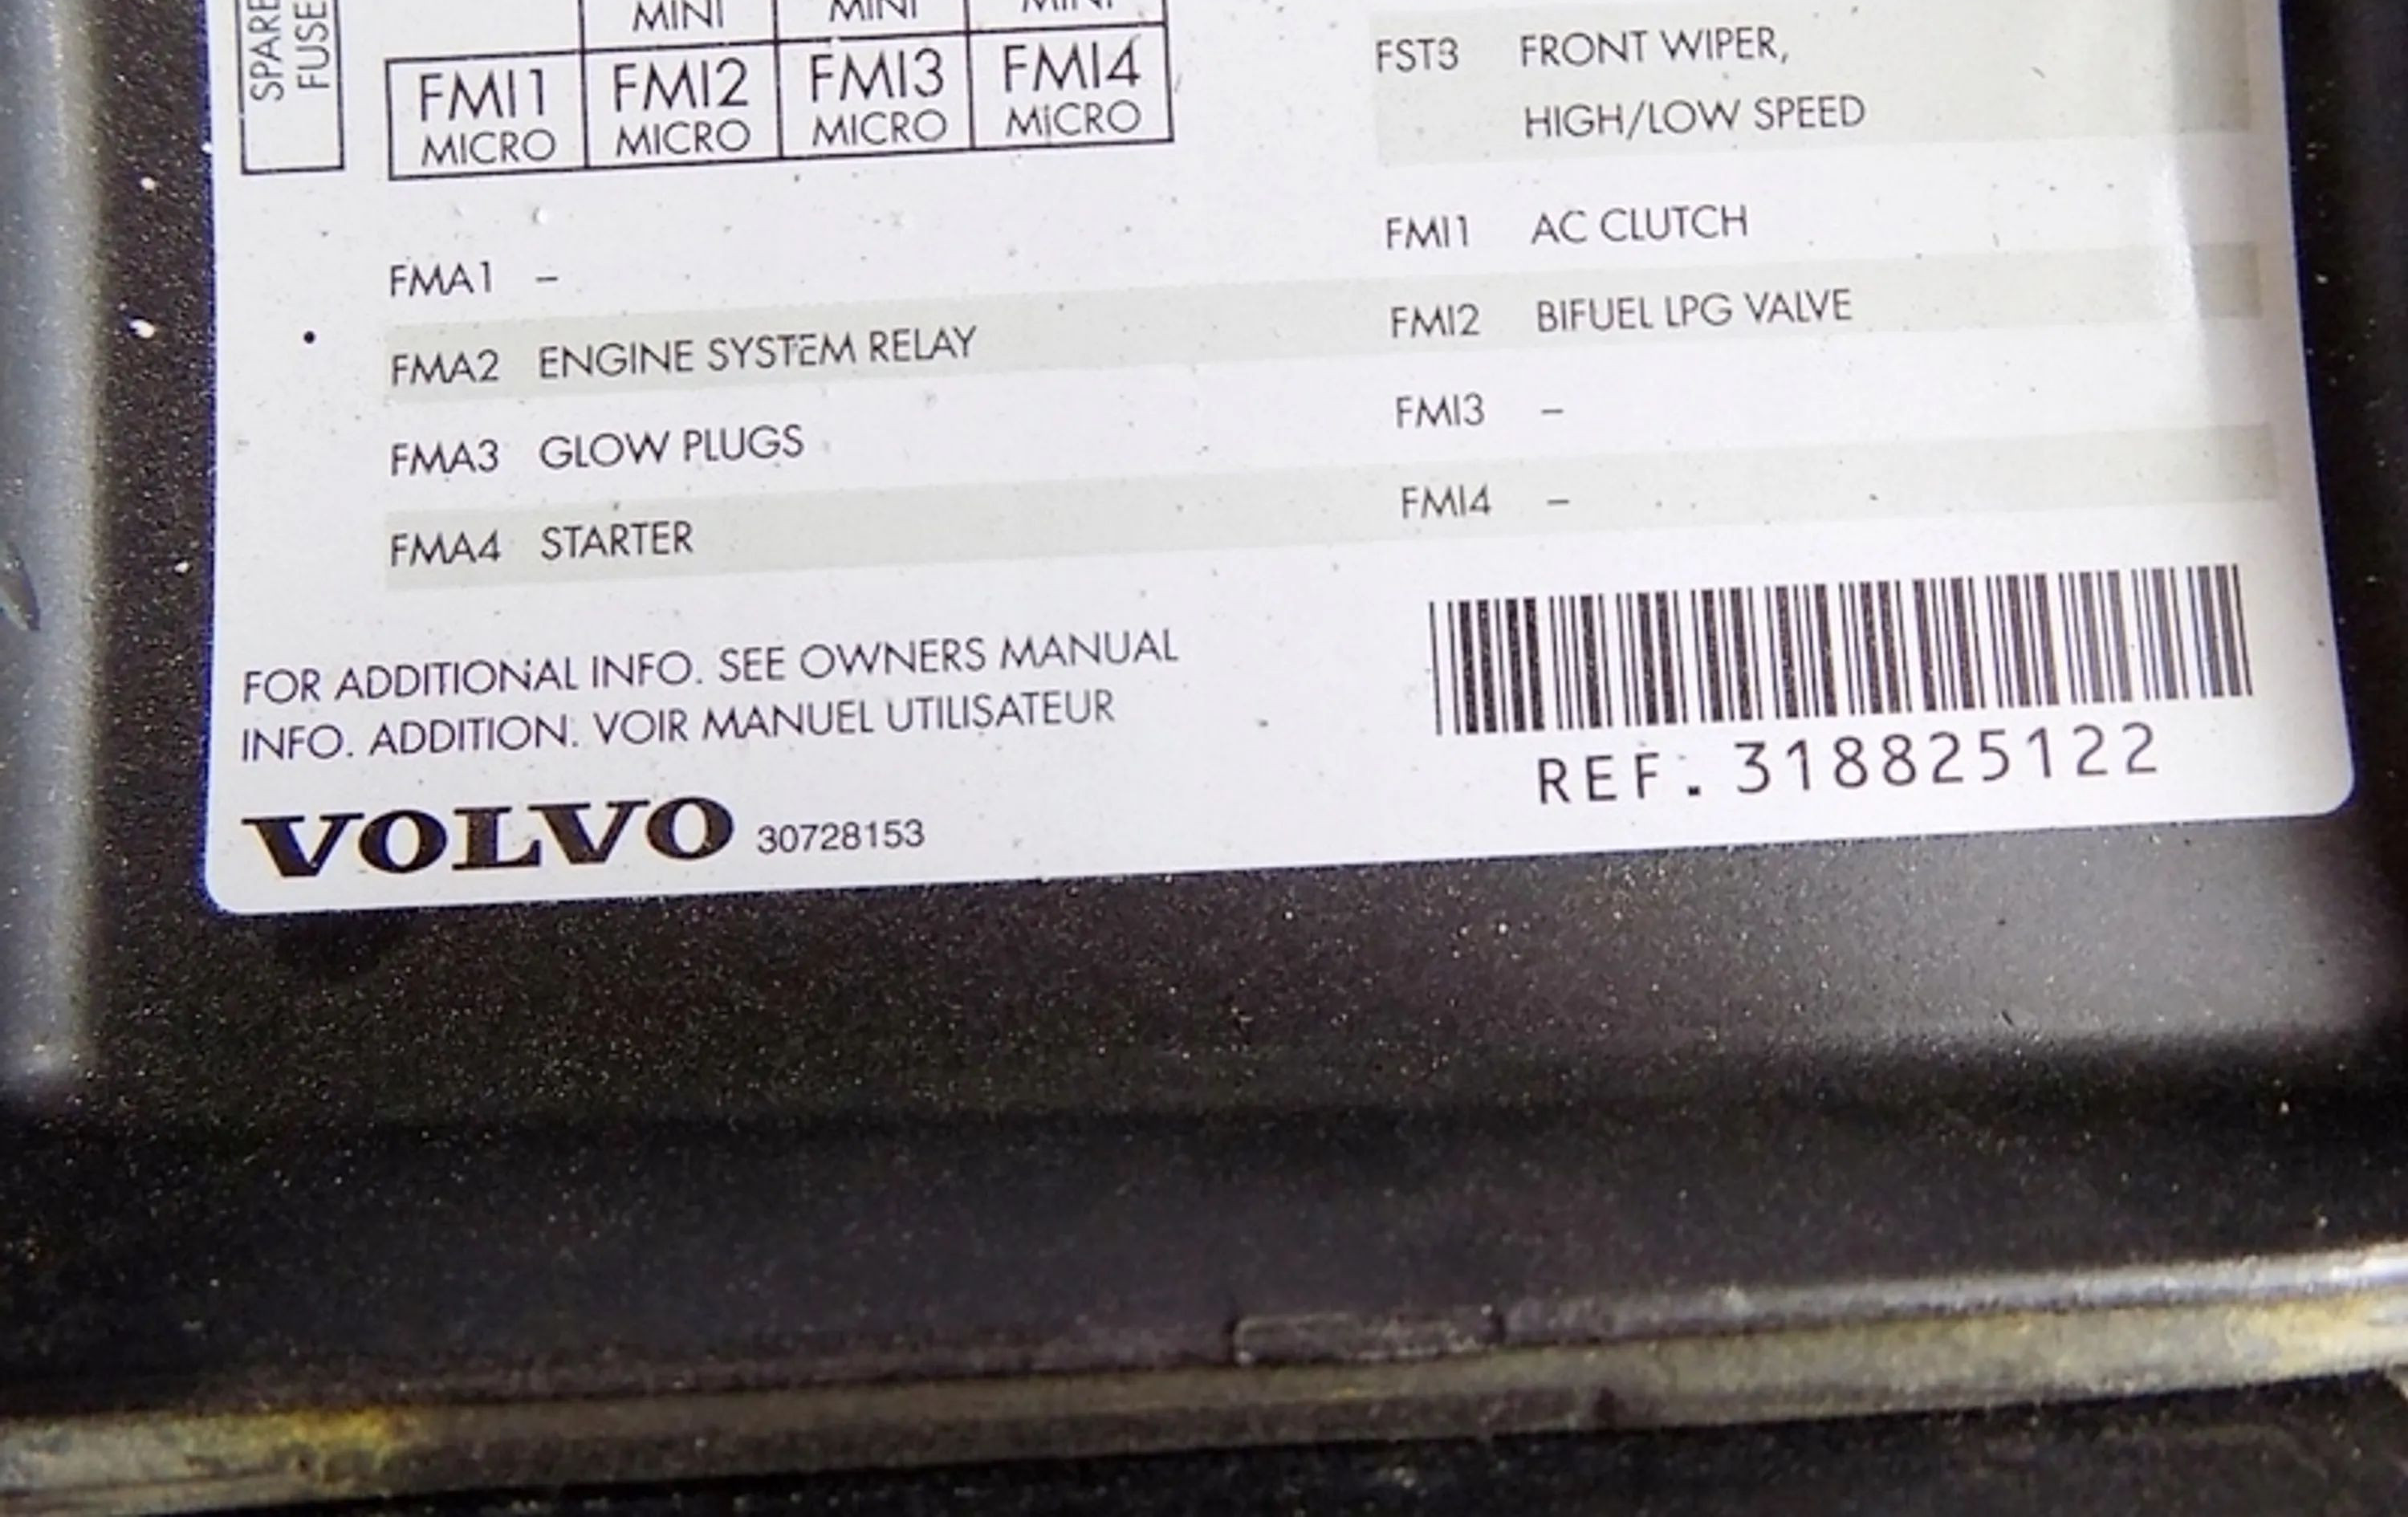 SPARE
FUSE
MINI MINI MINI
FMI1 FMI2 FMI3 FMI4
MICRO MICRO MICRO MICRO
FMA1 –
FMA2 ENGINE SYSTEM RELAY
FMA3 GLOW PLUGS
FMA4 STARTER
FST3 FRONT WIPER,
HIGH/LOW SPEED
FMI1 AC CLUTCH
FMI2 BIFUEL LPG VALVE
FMI3 –
FMI4 –
FOR ADDITIONAL INFO. SEE OWNERS MANUAL
INFO. ADDITION. VOIR MANUEL UTILISATEUR
VOLVO 30728153
REF. 318825122